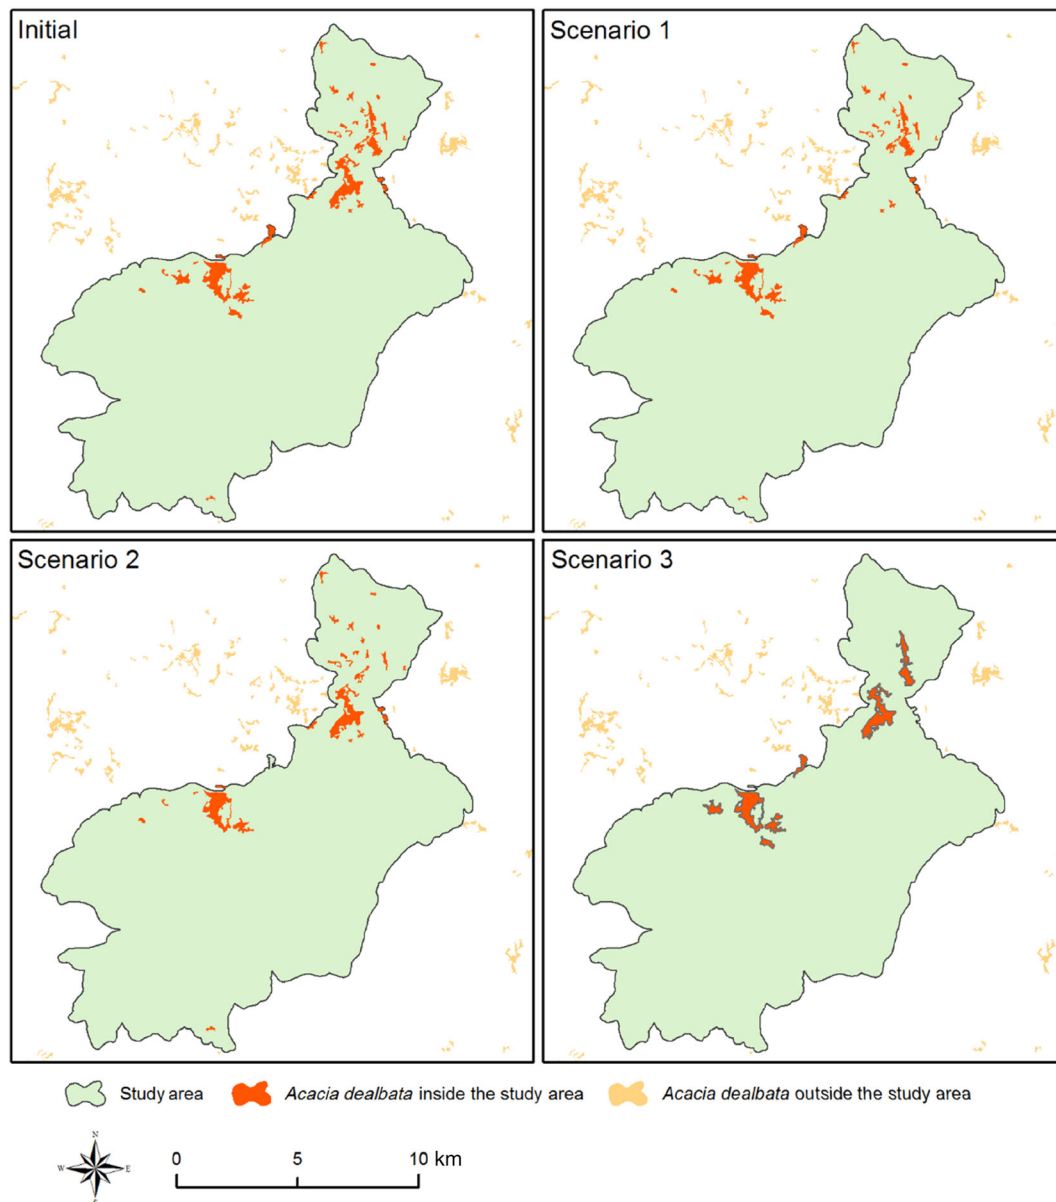 Initial
Scenario 1
Scenario 2
Scenario 3
Study area
Acacia dealbata inside the study area
Acacia dealbata outside the study area
N
W
E
S
0 5 10 km